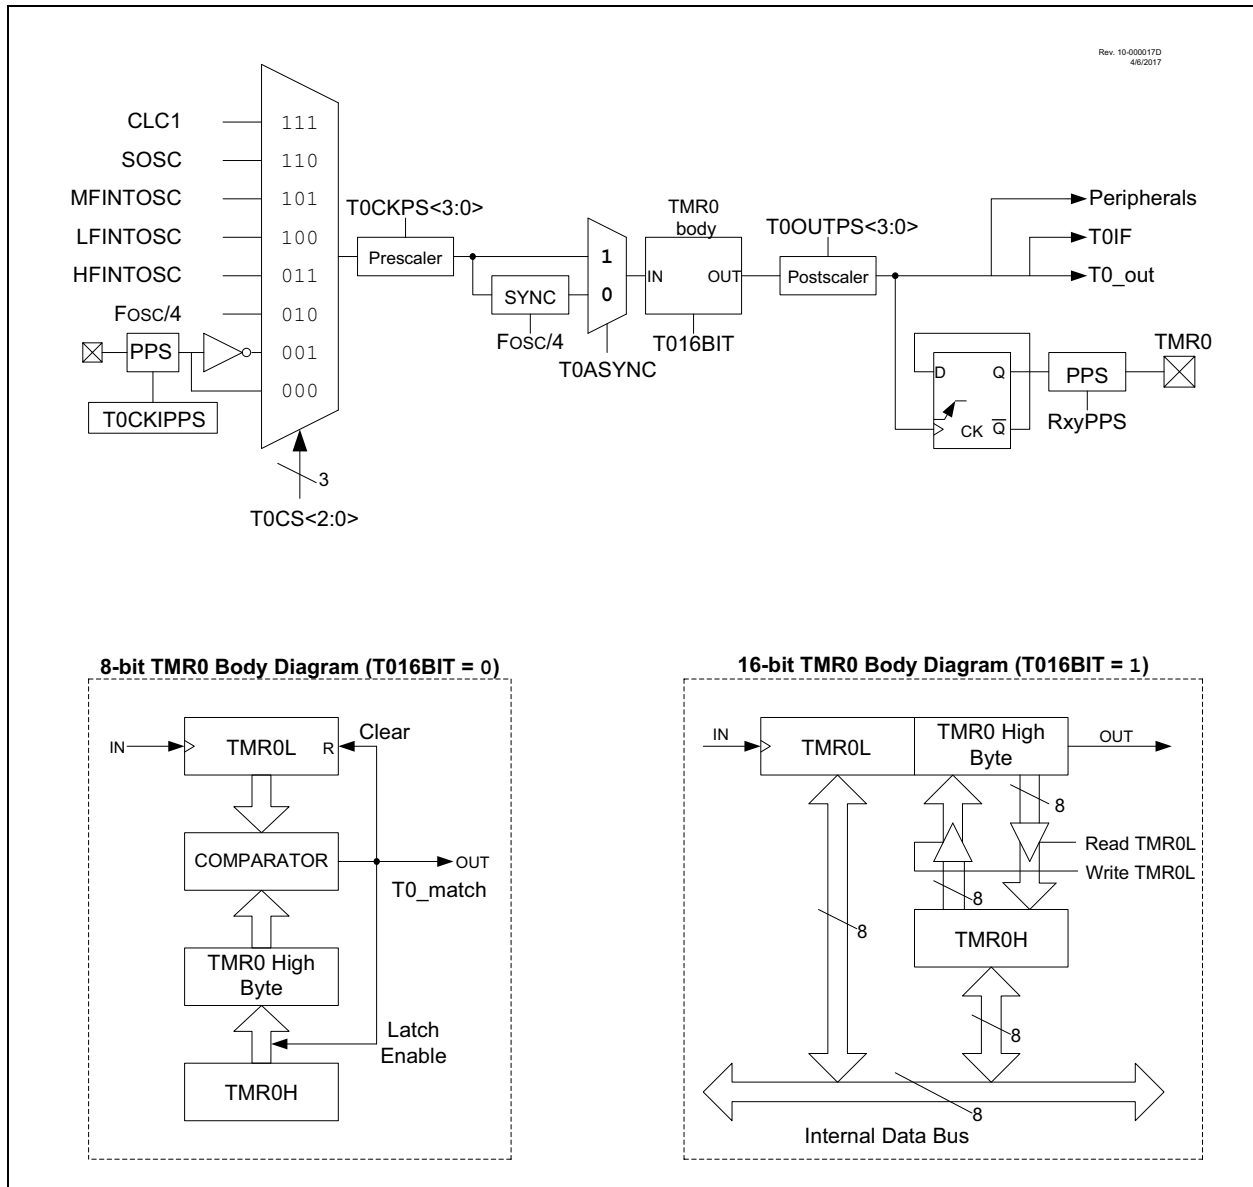 Rev. 10-000017D
4/6/2017
CLC1
111
SOSC
110
MFINTOSC
101
LFINTOSC
100
HFINTOSC
011
FOSC/4
010
PPS
001
000
T0CKIPPS
3
T0CS<2:0>
T0CKPS<3:0>
Prescaler
SYNC
FOSC/4
1
0
T0ASYNC
TMR0
body
IN
OUT
T016BIT
T0OUTPS<3:0>
Postscaler
Peripherals
T0IF
T0_out
D
Q
CK
Q
PPS
RxyPPS
TMR0
8-bit TMR0 Body Diagram (T016BIT = 0)
IN
TMR0L
R
Clear
COMPARATOR
OUT
T0_match
TMR0 High
Byte
Latch
Enable
TMR0H
16-bit TMR0 Body Diagram (T016BIT = 1)
IN
TMR0L
TMR0 High
Byte
OUT
8
Read TMR0L
Write TMR0L
8
8
TMR0H
8
8
Internal Data Bus